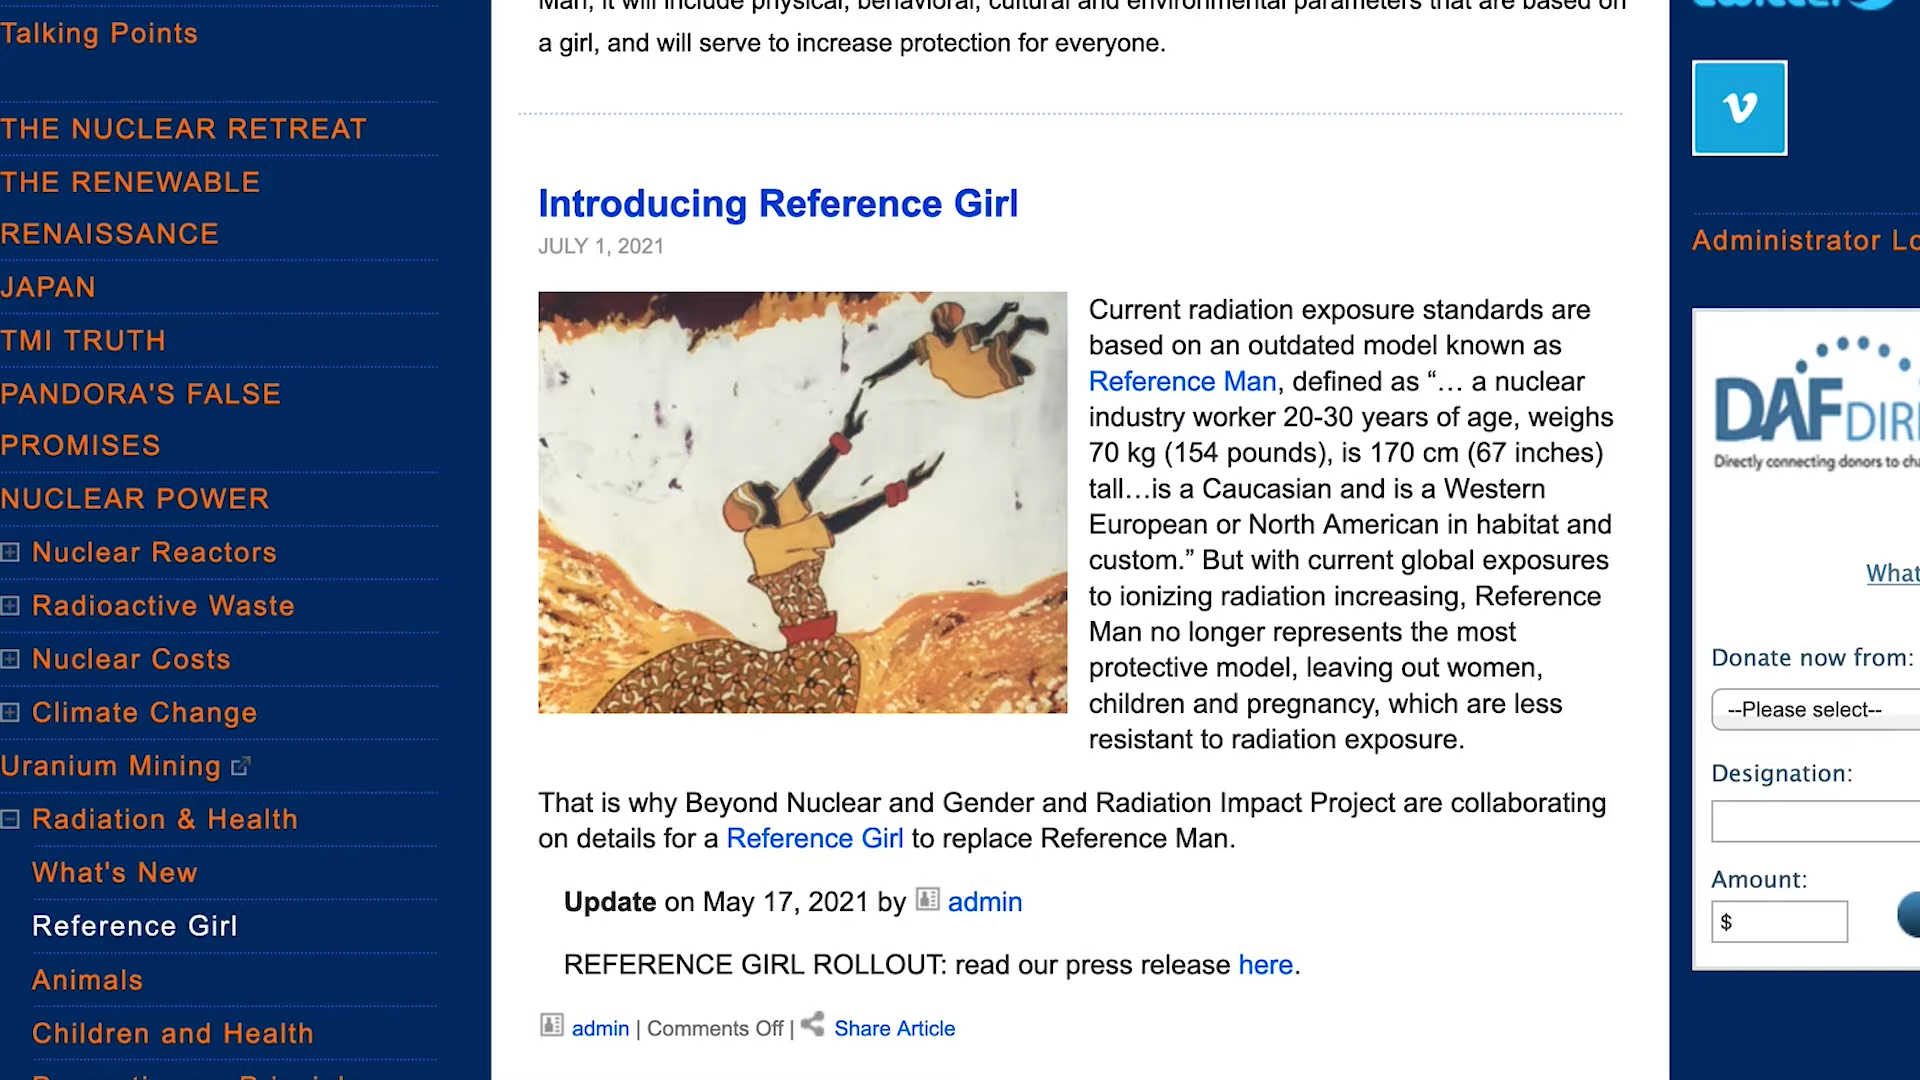 Talking Points
THE NUCLEAR RETREAT
THE RENEWABLE
RENAISSANCE
JAPAN
TMI TRUTH
PANDORA'S FALSE
PROMISES
NUCLEAR POWER
Nuclear Reactors
Radioactive Waste
Nuclear Costs
Climate Change
Uranium Mining
Radiation & Health
What's New
Reference Girl
Animals
Children and Health
Man, it will include physical, behavioral, cultural and environmental parameters that are based on
a girl, and will serve to increase protection for everyone.
Introducing Reference Girl
JULY 1, 2021
Current radiation exposure standards are
based on an outdated model known as
Reference Man, defined as “… a nuclear
industry worker 20-30 years of age, weighs
70 kg (154 pounds), is 170 cm (67 inches)
tall…is a Caucasian and is a Western
European or North American in habitat and
custom.” But with current global exposures
to ionizing radiation increasing, Reference
Man no longer represents the most
protective model, leaving out women,
children and pregnancy, which are less
resistant to radiation exposure.
That is why Beyond Nuclear and Gender and Radiation Impact Project are collaborating
on details for a Reference Girl to replace Reference Man.
Update on May 17, 2021 by admin
REFERENCE GIRL ROLLOUT: read our press release here.
admin | Comments Off | Share Article
twitter
Administrator Lo
DAF DIR
Directly connecting donors to cha
What
Donate now from:
--Please select--
Designation:
Amount:
$